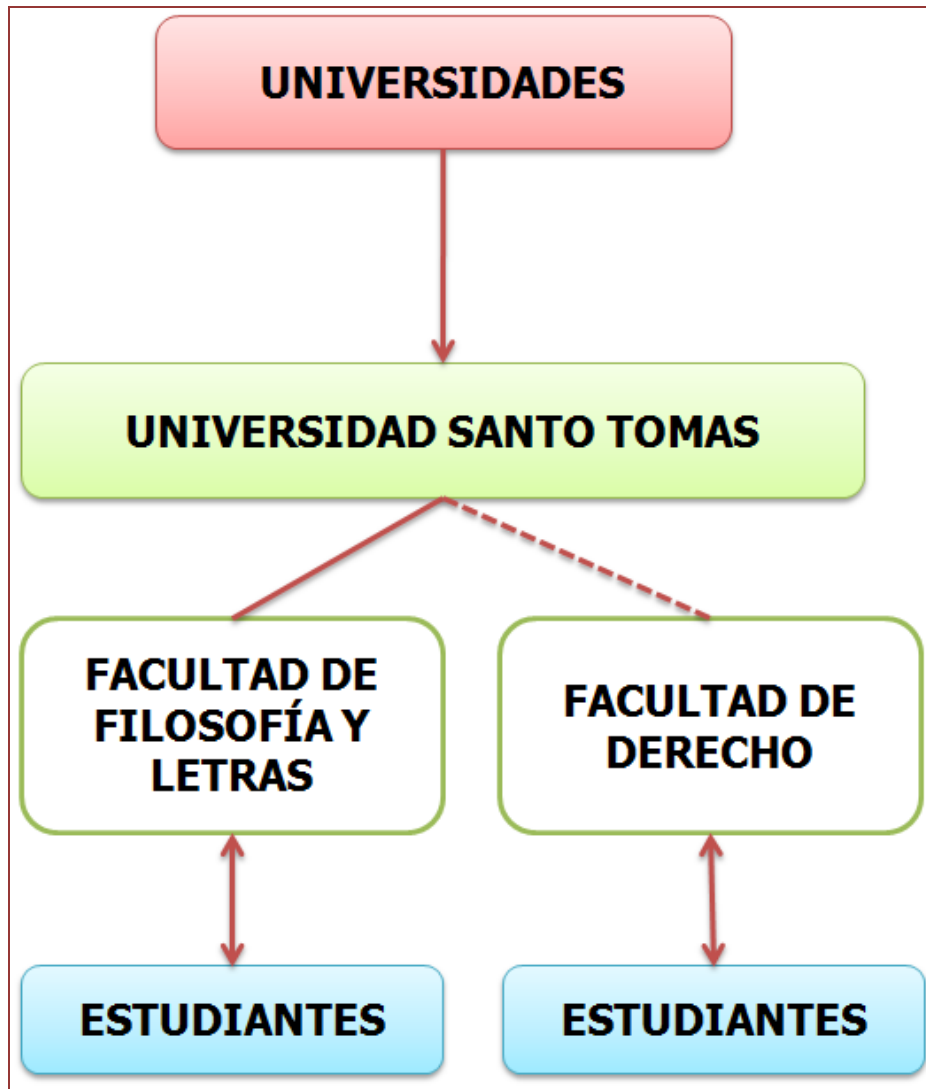 UNIVERSIDADES
UNIVERSIDAD SANTO TOMAS
FACULTAD DE
FILOSOFÍA Y
LETRAS
FACULTAD DE
DERECHO
ESTUDIANTES
ESTUDIANTES